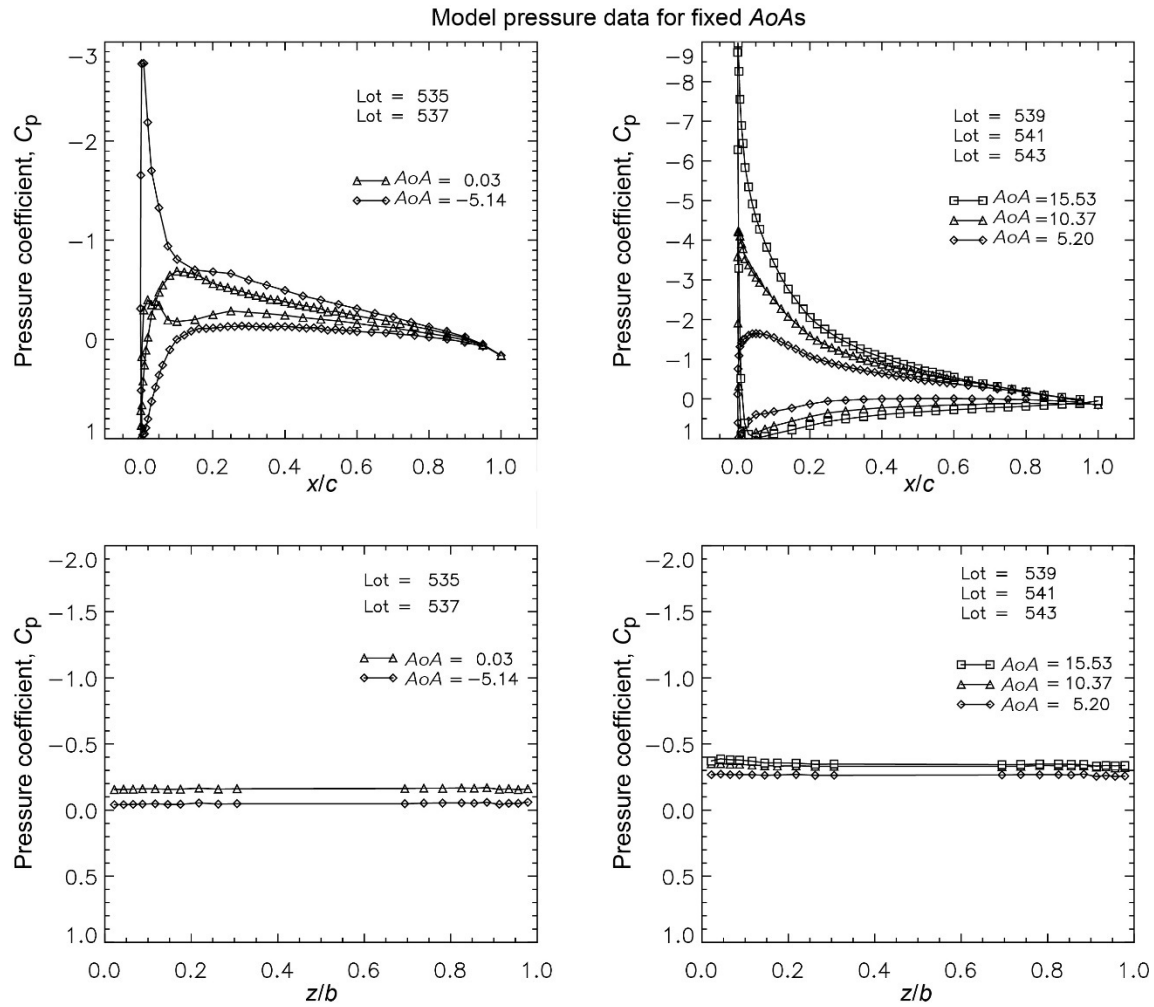 Model pressure data for fixed AoAs
Pressure coefficient, Cp
-3
-2
-1
0
1
Lot = 535
Lot = 537
AoA = 0.03
AoA = -5.14
0.0 0.2 0.4 0.6 0.8 1.0
x/c
Pressure coefficient, Cp
-9
-8
-7
-6
-5
-4
-3
-2
-1
0
1
Lot = 539
Lot = 541
Lot = 543
AoA = 15.53
AoA = 10.37
AoA = 5.20
0.0 0.2 0.4 0.6 0.8 1.0
x/c
Pressure coefficient, Cp
-2.0
-1.5
-1.0
-0.5
0.0
0.5
1.0
Lot = 535
Lot = 537
AoA = 0.03
AoA = -5.14
0.0 0.2 0.4 0.6 0.8 1.0
z/b
Pressure coefficient, Cp
-2.0
-1.5
-1.0
-0.5
0.0
0.5
1.0
Lot = 539
Lot = 541
Lot = 543
AoA = 15.53
AoA = 10.37
AoA = 5.20
0.0 0.2 0.4 0.6 0.8 1.0
z/b